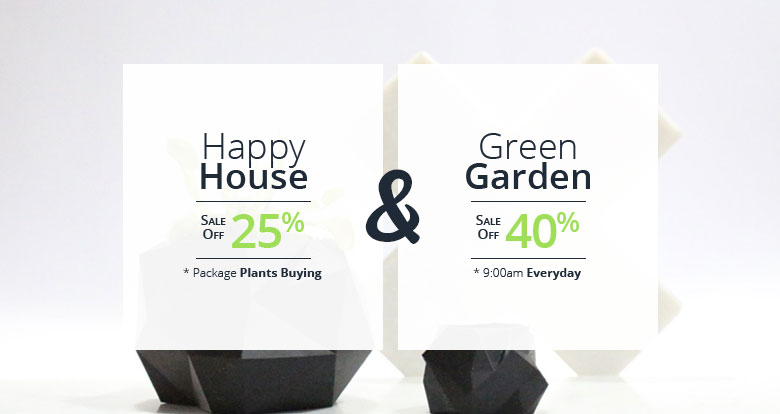 Happy
House
Sale
Off
25%
* Package Plants Buying
&
Green
Garden
Sale
Off
40%
* 9:00am Everyday